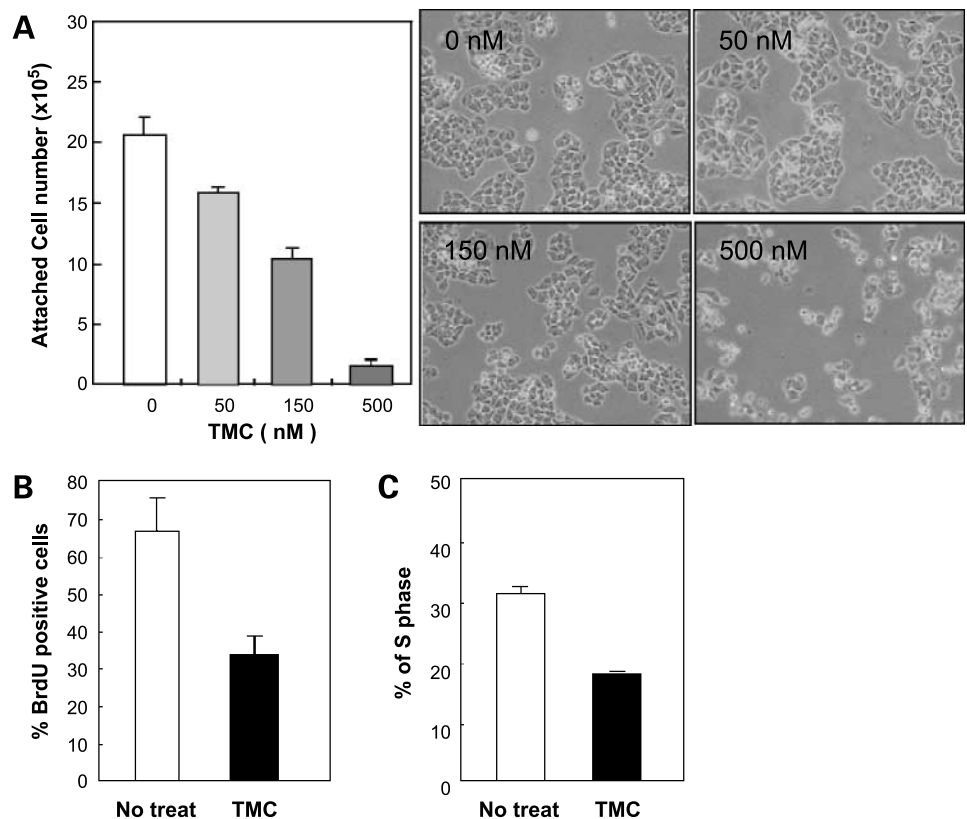 A
Attached Cell number (x10⁵)
30
25
20
15
10
5
0
0 50 150 500
TMC ( nM )
0 nM
50 nM
150 nM
500 nM
B
% BrdU positive cells
80
70
60
50
40
30
20
10
0
No treat TMC
C
% of S phase
50
40
30
20
10
0
No treat TMC